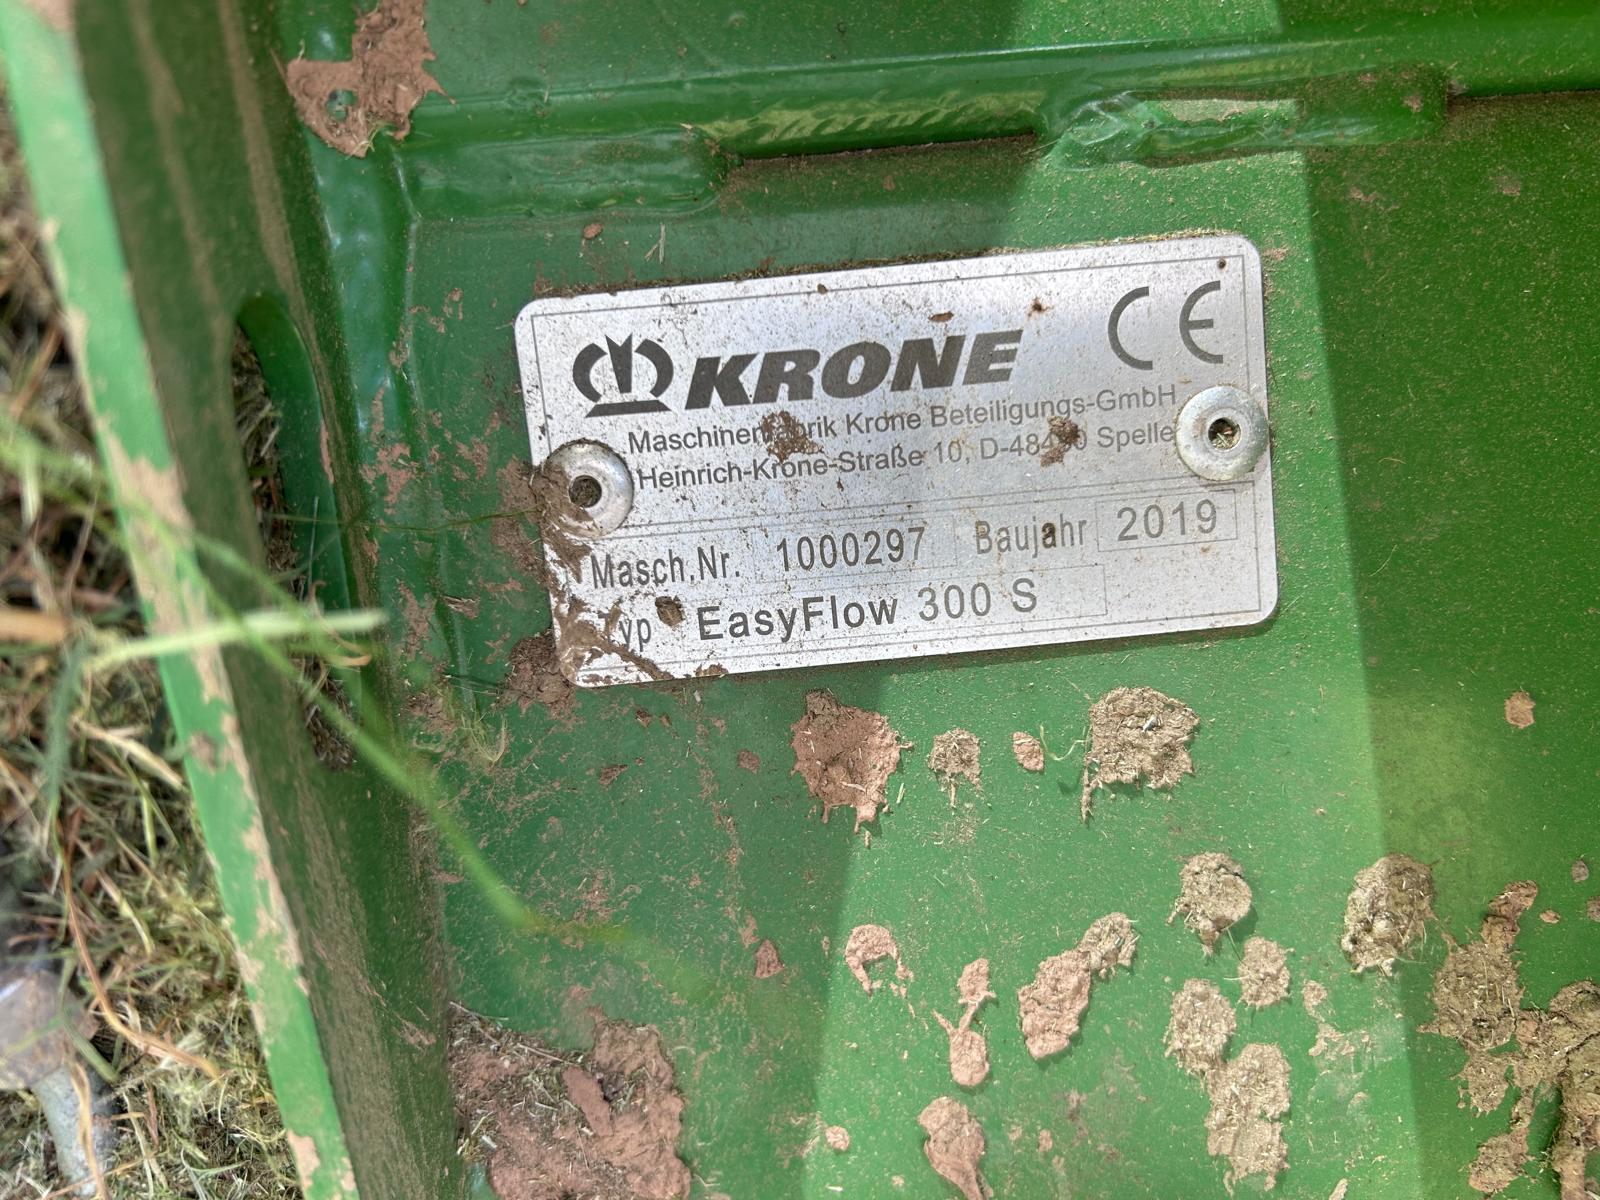 KRONE CE
Maschinenfabrik Krone Beteiligungs-GmbH
Heinrich-Krone-Straße 10, D-48480 Spelle
Masch.Nr. 1000297 Baujahr 2019
Typ EasyFlow 300 S